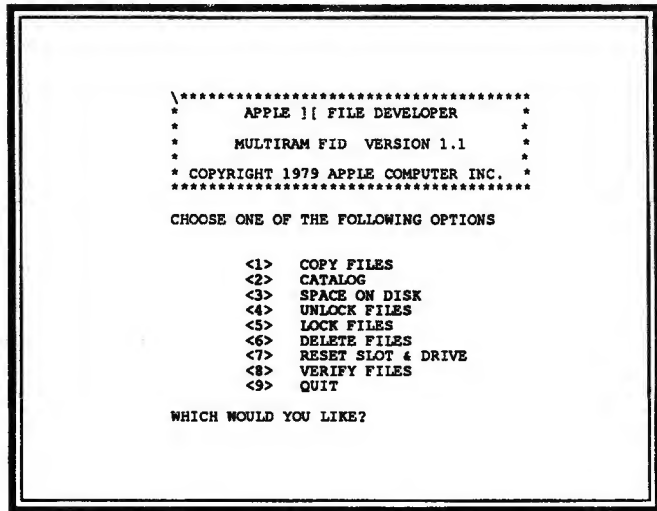 \**************************************
* APPLE ][ FILE DEVELOPER *
* *
* MULTIRAM FID VERSION 1.1 *
* *
* COPYRIGHT 1979 APPLE COMPUTER INC. *
***************************************
CHOOSE ONE OF THE FOLLOWING OPTIONS
<1> COPY FILES
<2> CATALOG
<3> SPACE ON DISK
<4> UNLOCK FILES
<5> LOCK FILES
<6> DELETE FILES
<7> RESET SLOT & DRIVE
<8> VERIFY FILES
<9> QUIT
WHICH WOULD YOU LIKE?